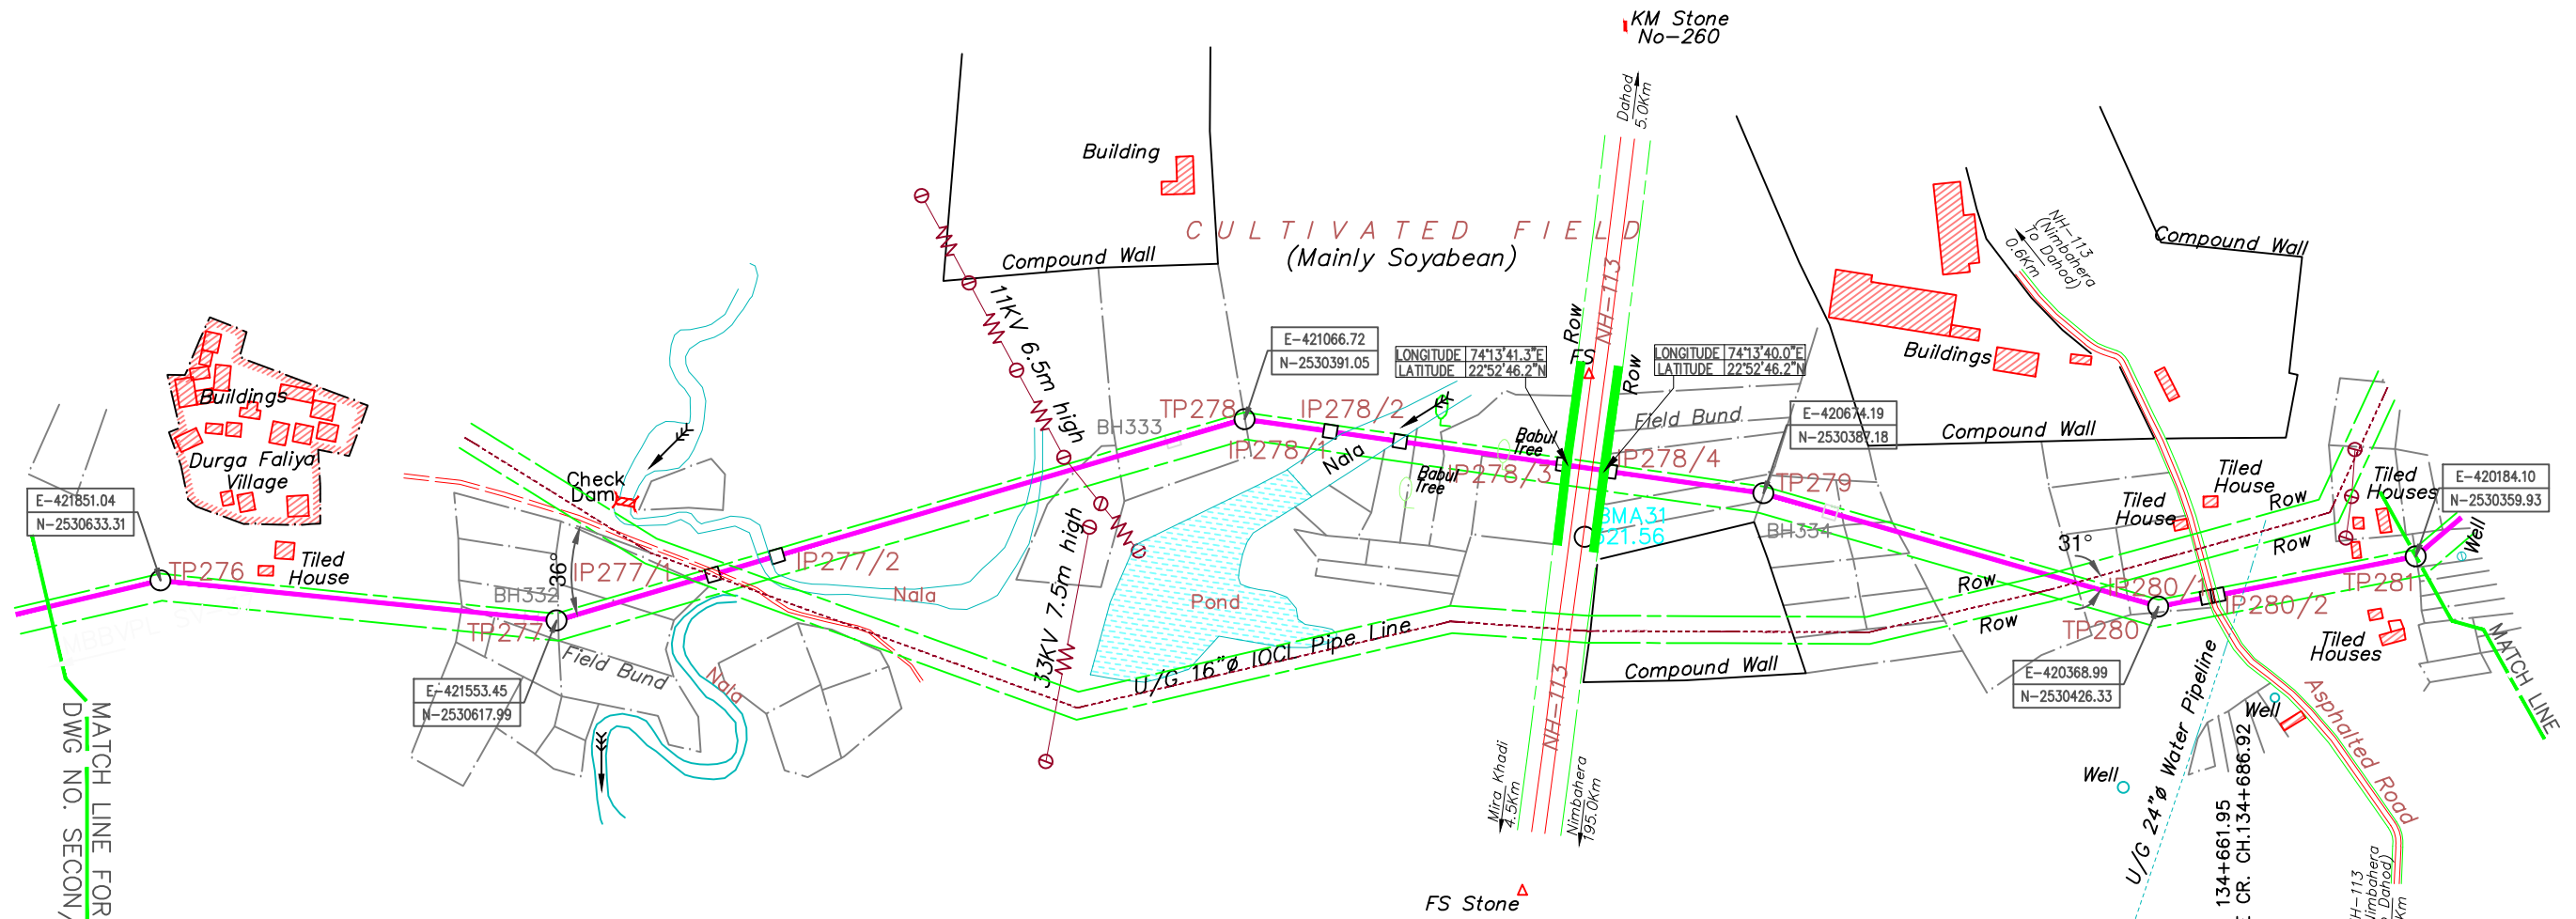 KM Stone
No-260
Dahod
5.0Km
Building
CULTIVATED FIELD
(Mainly Soyabean)
Compound Wall
11KV 6.5m high
NH-113
Row
FS
Row
NH-113
(Nimbahera
To Dahod)
0.6Km
Compound Wall
Buildings
E-421066.72
N-2530391.05
LONGITUDE 74°13'41.3"E
LATITUDE 22°52'46.2"N
LONGITUDE 74°13'40.0"E
LATITUDE 22°52'46.2"N
Buildings
Durga Faliya
Village
TP278
IP278/2
BH333
IP278/1
Nala
Babul
Tree
Babul
Tree
IP278/3
IP278/4
Field Bund
E-420674.19
N-2530387.18
Compound Wall
TP279
BH334
BMA31
621.56
Tiled
House
Tiled
House
Row
Row
Tiled
Houses
E-420184.10
N-2530359.93
Well
E-421851.04
N-2530633.31
TP276
Tiled
House
Check
Dam
36°
IP277/1
IP277/2
BH332
TP277
Field Bund
Nala
Nala
E-421553.45
N-2530617.99
33KV 7.5m high
Pond
U/G 16"ø IOCL Pipe Line
Compound Wall
NH-113
31°
Row
Row
IP280/1
IP280/2
TP280
TP281
E-420368.99
N-2530426.33
Tiled
Houses
MATCH LINE
Well
Well
U/G 24"ø Water Pipeline
Asphalted Road
134+661.95
CR. CH.134+686.92
Mira Khadi
4.5Km
Nimbahera
195.0Km
FS Stone
MATCH LINE FOR
DWG NO. SECON,